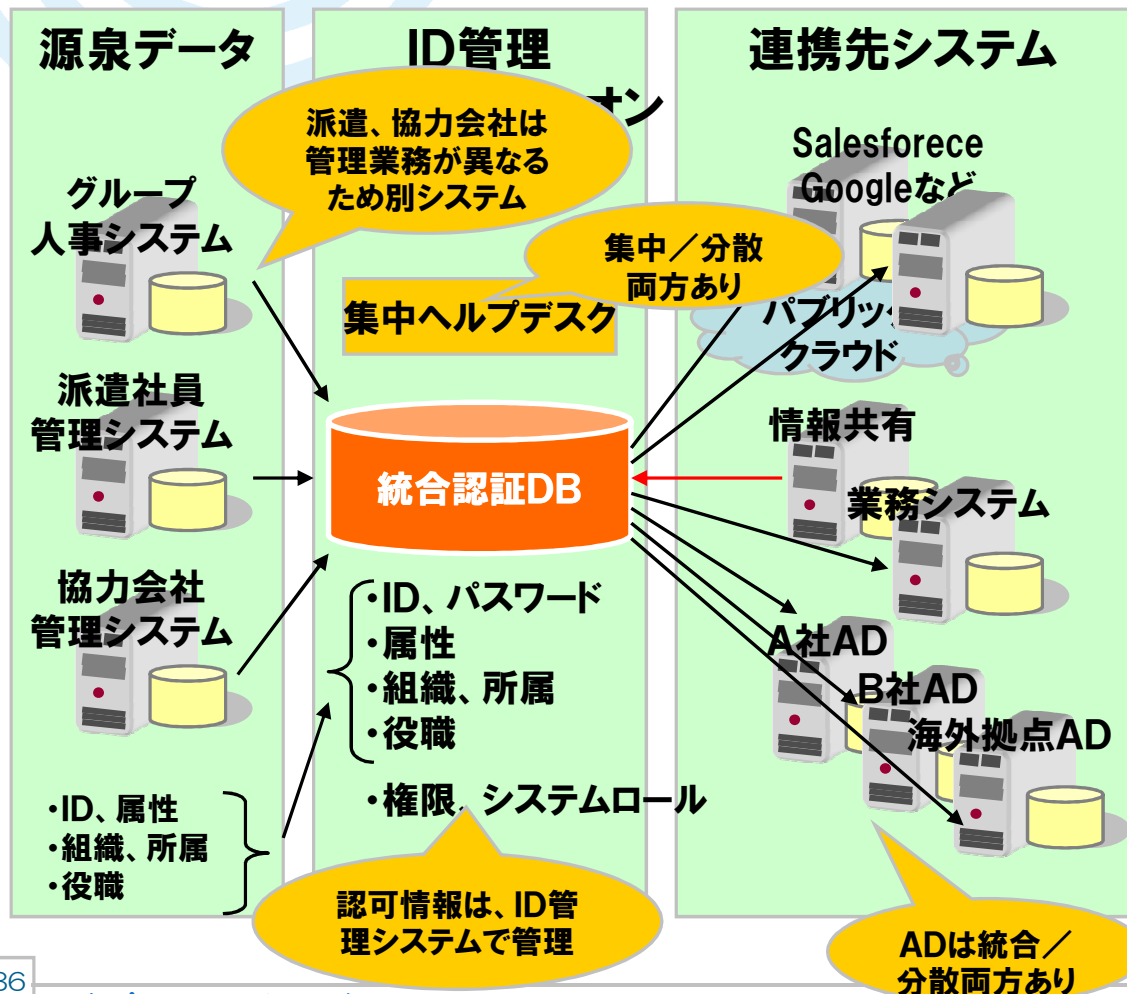 源泉データ
グループ
人事システム
派遣社員
管理システム
協力会社
管理システム
・ID、属性
・組織、所属
・役職
ID管理
オン
派遣、協力会社は
管理業務が異なる
ため別システム
集中／分散
両方あり
集中ヘルプデスク
統合認証DB
・ID、パスワード
・属性
・組織、所属
・役職
・権限、システムロール
認可情報は、ID管
理システムで管理
連携先システム
Salesforece
Googleなど
パブリック
クラウド
情報共有
業務システム
A社AD
B社AD
海外拠点AD
ADは統合／
分散両方あり
36